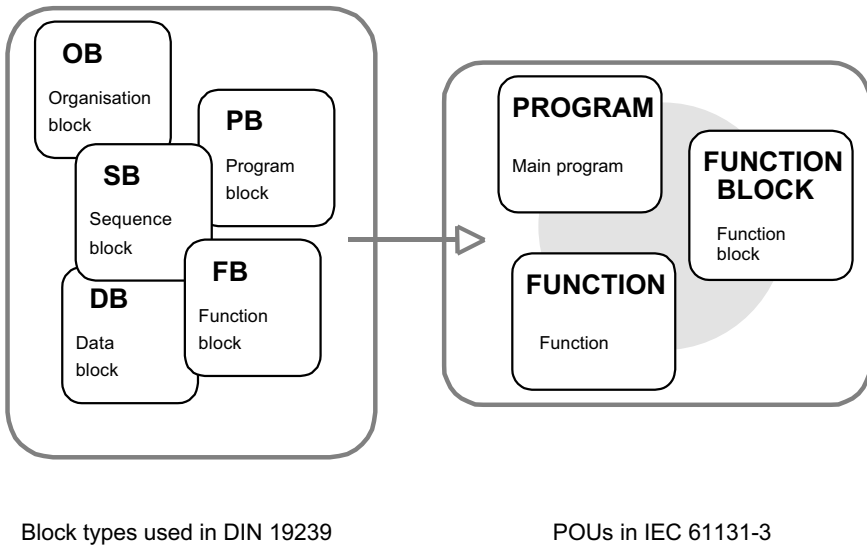 OB
Organisation
block
PB
Program
block
SB
Sequence
block
FB
Function
block
DB
Data
block
PROGRAM
Main program
FUNCTION
BLOCK
Function
block
FUNCTION
Function
Block types used in DIN 19239
POUs in IEC 61131-3